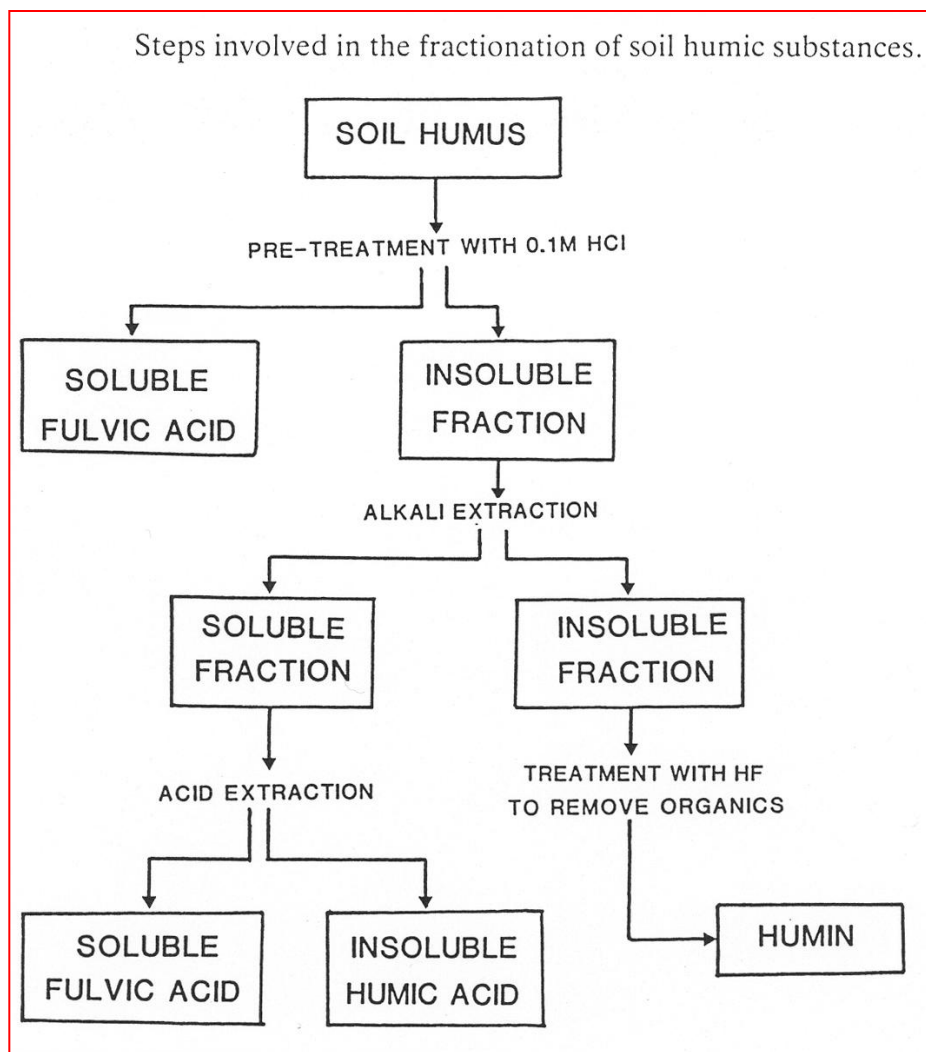 Steps involved in the fractionation of soil humic substances.
SOIL HUMUS
PRE-TREATMENT WITH 0.1M HCl
SOLUBLE
FULVIC ACID
INSOLUBLE
FRACTION
ALKALI EXTRACTION
SOLUBLE
FRACTION
INSOLUBLE
FRACTION
ACID EXTRACTION
TREATMENT WITH HF
TO REMOVE ORGANICS
SOLUBLE
FULVIC ACID
INSOLUBLE
HUMIC ACID
HUMIN